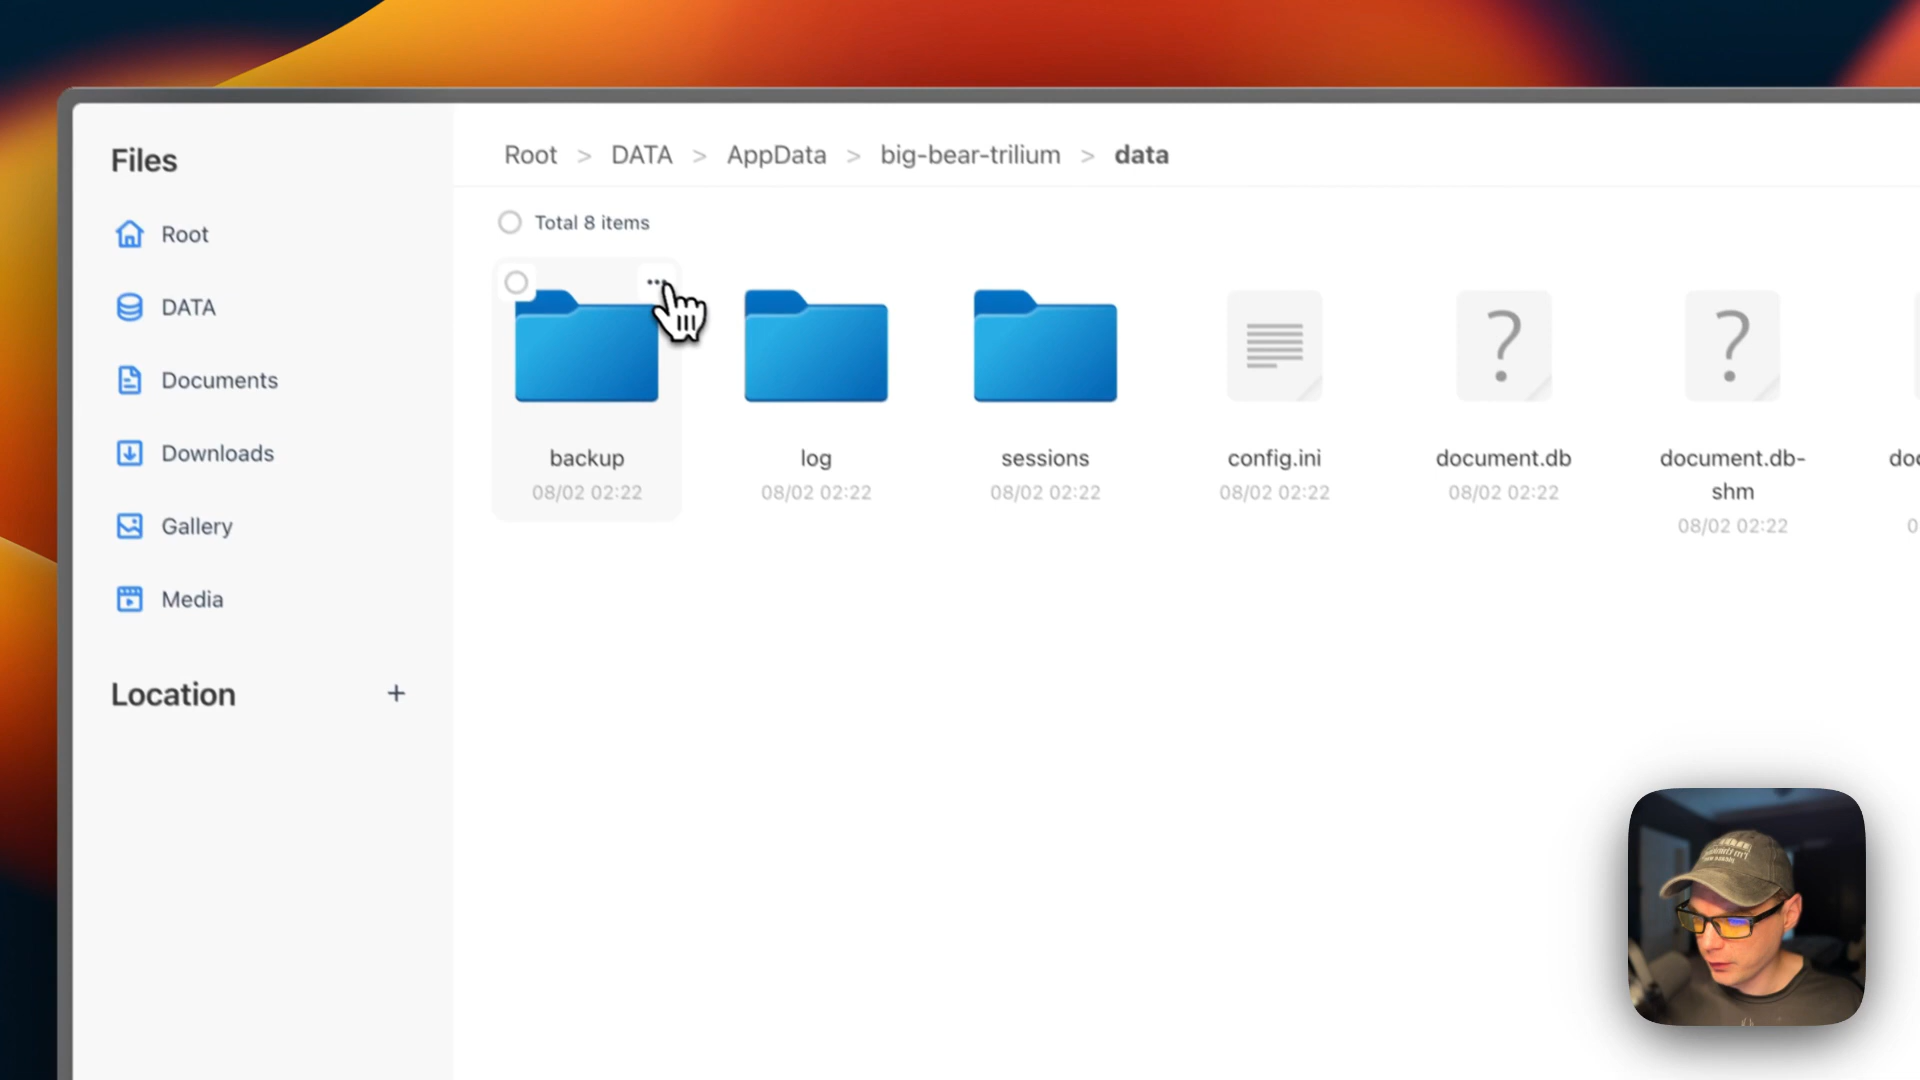 Files
Root
DATA
Documents
Downloads
Gallery
Media
Location +
Root > DATA > AppData > big-bear-trilium > data
Total 8 items
backup
08/02 02:22
log
08/02 02:22
sessions
08/02 02:22
config.ini
08/02 02:22
document.db
08/02 02:22
document.db-
shm
08/02 02:22